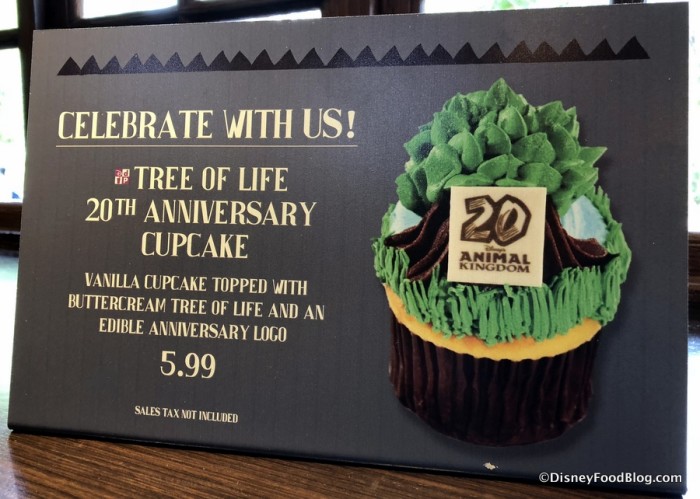 CELEBRATE WITH US!
TREE OF LIFE
20TH ANNIVERSARY
CUPCAKE
VANILLA CUPCAKE TOPPED WITH
BUTTERCREAM TREE OF LIFE AND AN
EDIBLE ANNIVERSARY LOGO
5.99
SALES TAX NOT INCLUDED
20
Disney's
ANIMAL
KINGDOM
©DisneyFoodBlog.com